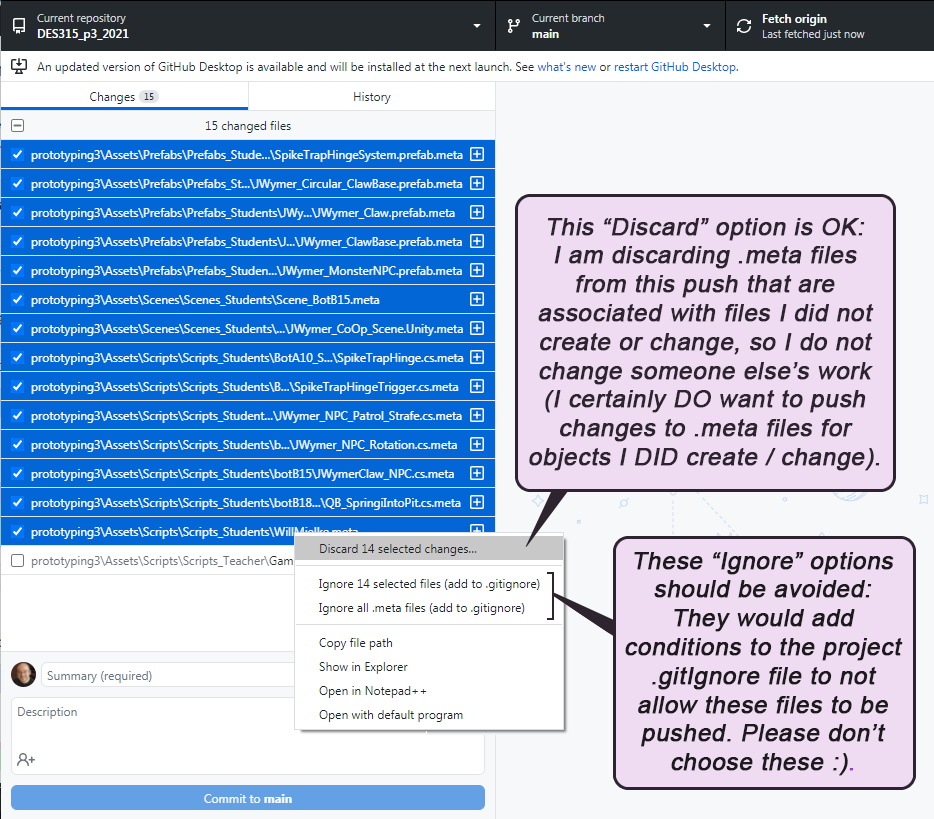 Current repository
DES315_p3_2021
Current branch
main
Fetch origin
Last fetched just now
An updated version of GitHub Desktop is available and will be installed at the next launch. See what's new or restart GitHub Desktop.
Changes 15
History
15 changed files
prototyping3\Assets\Prefabs\Prefabs_Stude...\SpikeTrapHingeSystem.prefab.meta
prototyping3\Assets\Prefabs\Prefabs_St...\JWymer_Circular_ClawBase.prefab.meta
prototyping3\Assets\Prefabs\Prefabs_Students\JWy...\JWymer_Claw.prefab.meta
prototyping3\Assets\Prefabs\Prefabs_Students\J...\JWymer_ClawBase.prefab.meta
prototyping3\Assets\Prefabs\Prefabs_Studen...\JWymer_MonsterNPC.prefab.meta
prototyping3\Assets\Scenes\Scenes_Students\Scene_BotB15.meta
prototyping3\Assets\Scenes\Scenes_Students\...\JWymer_CoOp_Scene.Unity.meta
prototyping3\Assets\Scripts\Scripts_Students\BotA10_S...\SpikeTrapHinge.cs.meta
prototyping3\Assets\Scripts\Scripts_Students\B...\SpikeTrapHingeTrigger.cs.meta
prototyping3\Assets\Scripts\Scripts_Student...\JWymer_NPC_Patrol_Strafe.cs.meta
prototyping3\Assets\Scripts\Scripts_Students\b...\JWymer_NPC_Rotation.cs.meta
prototyping3\Assets\Scripts\Scripts_Students\botB15\JWymerClaw_NPC.cs.meta
prototyping3\Assets\Scripts\Scripts_Students\botB18...\QB_SpringiIntoPit.cs.meta
prototyping3\Assets\Scripts\Scripts_Students\WillMielke.meta
prototyping3\Assets\Scripts\Scripts_Teacher\Gam
Discard 14 selected changes...
Ignore 14 selected files (add to .gitignore)
Ignore all .meta files (add to .gitignore)
Copy file path
Show in Explorer
Open in Notepad++
Open with default program
Summary (required)
Description
Commit to main
This “Discard” option is OK:
I am discarding .meta files
from this push that are
associated with files I did not
create or change, so I do not
change someone else’s work
(I certainly DO want to push
changes to .meta files for
objects I DID create / change).
These “Ignore” options
should be avoided:
They would add
conditions to the project
.gitIgnore file to not
allow these files to be
pushed. Please don’t
choose these :).